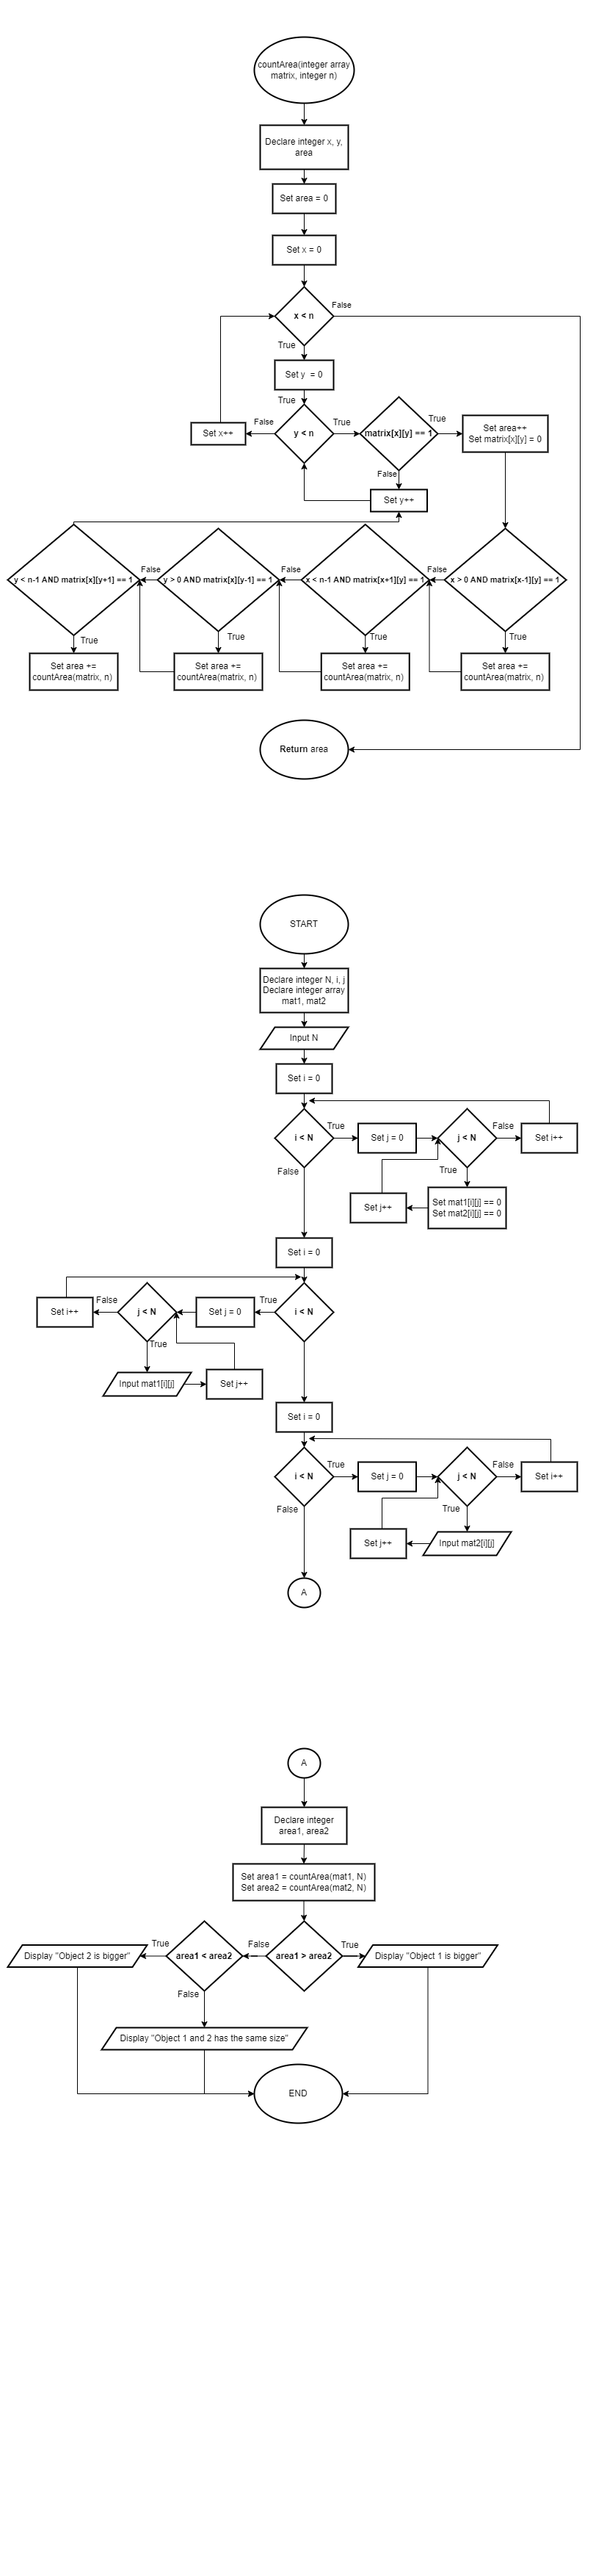 countArea(integer array
matrix, integer n)
Declare integer x, y,
area
Set area = 0
Set x = 0
x < n
False
True
Set y  = 0
True
y < n
False
Set x++
True
matrix[x][y] == 1
True
Set area++
Set matrix[x][y] = 0
False
Set y++
y < n-1 AND matrix[x][y+1] == 1
False
y > 0 AND matrix[x][y-1] == 1
False
x < n-1 AND matrix[x+1][y] == 1
False
x > 0 AND matrix[x-1][y] == 1
True
True
True
True
Set area +=
countArea(matrix, n)
Set area +=
countArea(matrix, n)
Set area +=
countArea(matrix, n)
Set area +=
countArea(matrix, n)
Return area
START
Declare integer N, i, j
Declare integer array
mat1, mat2
Input N
Set i = 0
i < N
True
Set j = 0
j < N
False
Set i++
False
True
Set j++
Set mat1[i][j] == 0
Set mat2[i][j] == 0
Set i = 0
Set i++
False
j < N
Set j = 0
True
i < N
True
Input mat1[i][j]
Set j++
Set i = 0
i < N
True
Set j = 0
j < N
False
Set i++
False
True
Set j++
Input mat2[i][j]
A
A
Declare integer
area1, area2
Set area1 = countArea(mat1, N)
Set area2 = countArea(mat2, N)
Display "Object 2 is bigger"
True
area1 < area2
False
area1 > area2
True
Display "Object 1 is bigger"
False
Display "Object 1 and 2 has the same size"
END